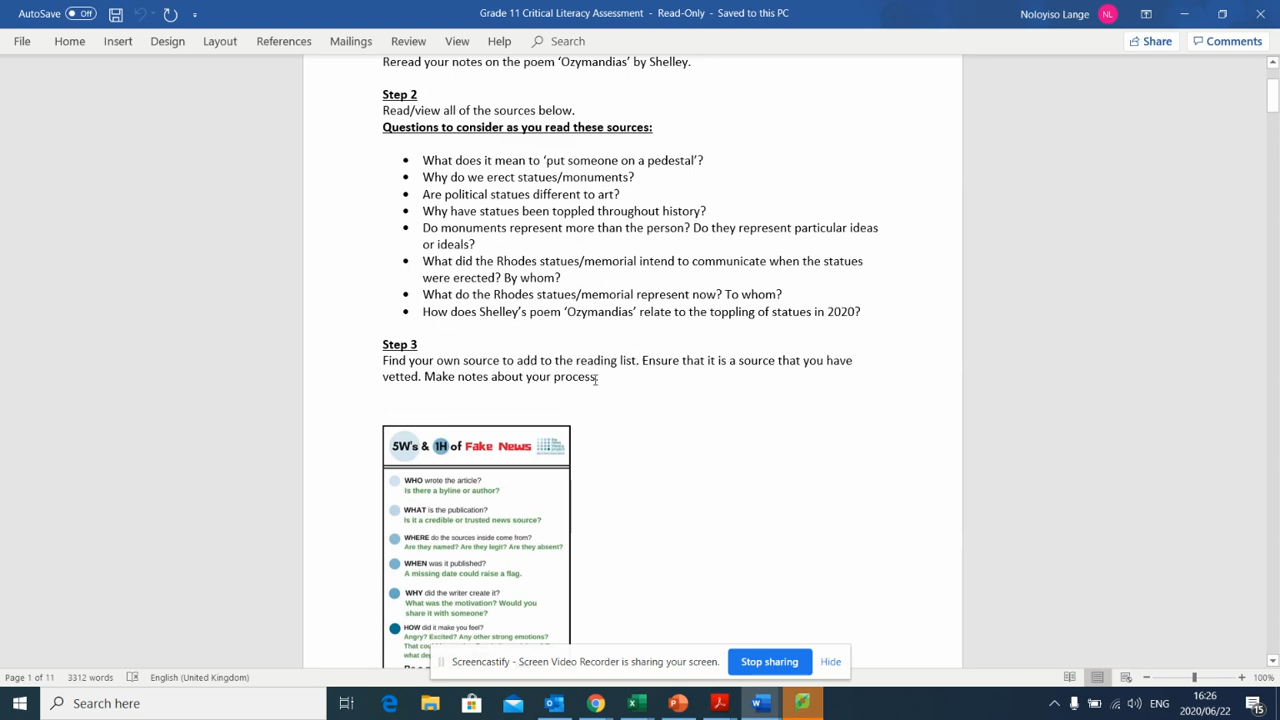 AutoSave Off
Grade 11 Concurrent Research Assessment - Read-Only - Saved to this PC
Noloyiso Lange NL
File Home Insert Design Layout References Mailings Review View Help Search Share Comments
Reread your notes on the poem ‘Ozymandias’ by Shelley.
Step 2
Read/view all of the sources below.
Questions to consider as you read these sources:
• What does it mean to ‘put someone on a pedestal’?
• Why do we erect statues/monuments?
• Are political statues different to art?
• Why have statues been toppled throughout history?
• Do monuments represent more than the person? Do they represent particular ideas
or ideals?
• What did the Rhodes statues/memorial intend to communicate when the statues
were erected? By whom?
• What do the Rhodes statues/memorial represent now? To whom?
• How does Shelley’s poem ‘Ozymandias’ relate to the toppling of statues in 2020?
Step 3
Find your own source to add to the reading list. Ensure that it is a source that you have
vetted. Make notes about your process
5W's & 1H of Fake News
WHO wrote the article?
Is there a byline or author?
WHAT is the publication?
Is it a credible or trusted news source?
WHERE do the sources inside come from?
Are they named? Are they legit? Are they absent?
WHEN was it published?
A missing date could raise a flag.
WHY did the writer create it?
What was the motivation? Would you
share it with someone?
HOW did it make you feel?
Angry? Excited? Any other strong emotions?
Screencastify - Screen Video Recorder is sharing your screen. Stop sharing Hide
English (United Kingdom)
100%
Type here to search
16:26
2020/06/22
15